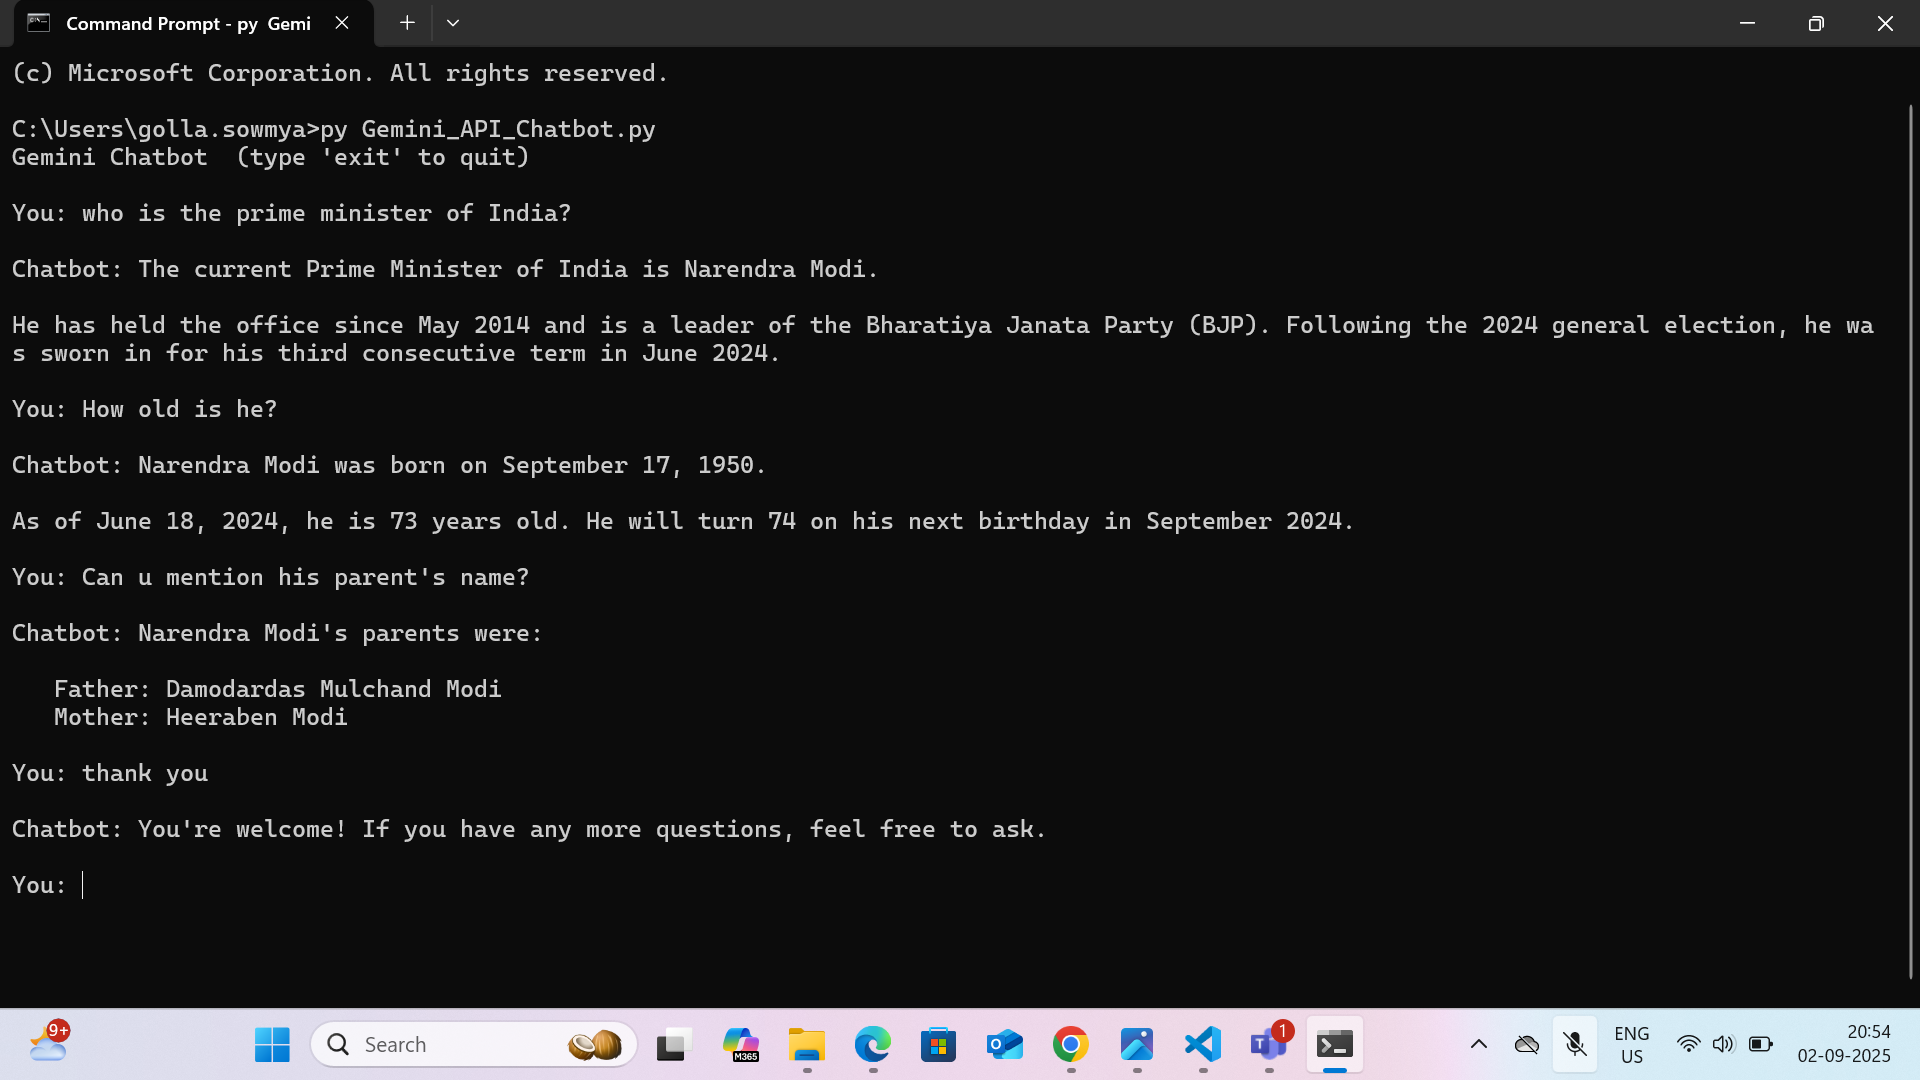 Command Prompt - py  Gemi
(c) Microsoft Corporation. All rights reserved.
C:\Users\golla.sowmya>py Gemini_API_Chatbot.py
Gemini Chatbot  (type 'exit' to quit)
You: who is the prime minister of India?
Chatbot: The current Prime Minister of India is Narendra Modi.
He has held the office since May 2014 and is a leader of the Bharatiya Janata Party (BJP). Following the 2024 general election, he wa
s sworn in for his third consecutive term in June 2024.
You: How old is he?
Chatbot: Narendra Modi was born on September 17, 1950.
As of June 18, 2024, he is 73 years old. He will turn 74 on his next birthday in September 2024.
You: Can u mention his parent's name?
Chatbot: Narendra Modi's parents were:
Father: Damodardas Mulchand Modi
Mother: Heeraben Modi
You: thank you
Chatbot: You're welcome! If you have any more questions, feel free to ask.
You:
9+
Search
M365
1
ENG
US
20:54
02-09-2025